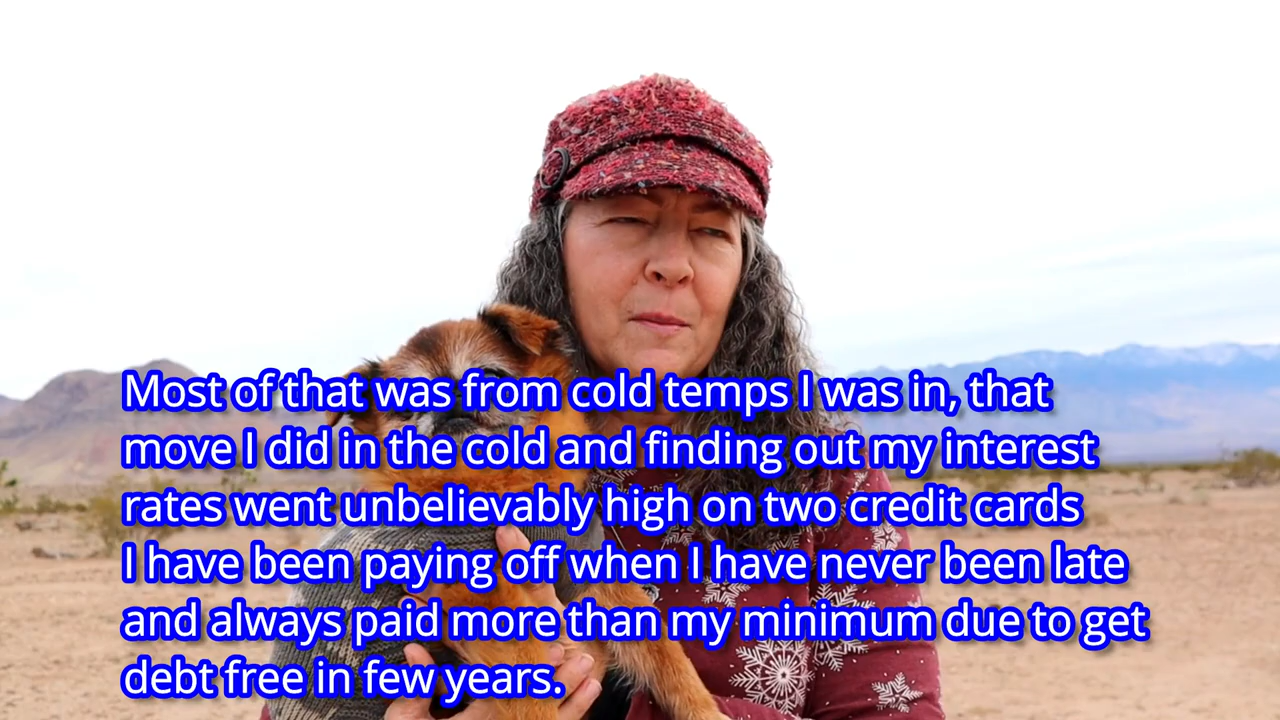 Most of that was from cold temps I was in, that
move I did in the cold and finding out my interest
rates went unbelievably high on two credit cards
I have been paying off when I have never been late
and always paid more than my minimum due to get
debt free in few years.